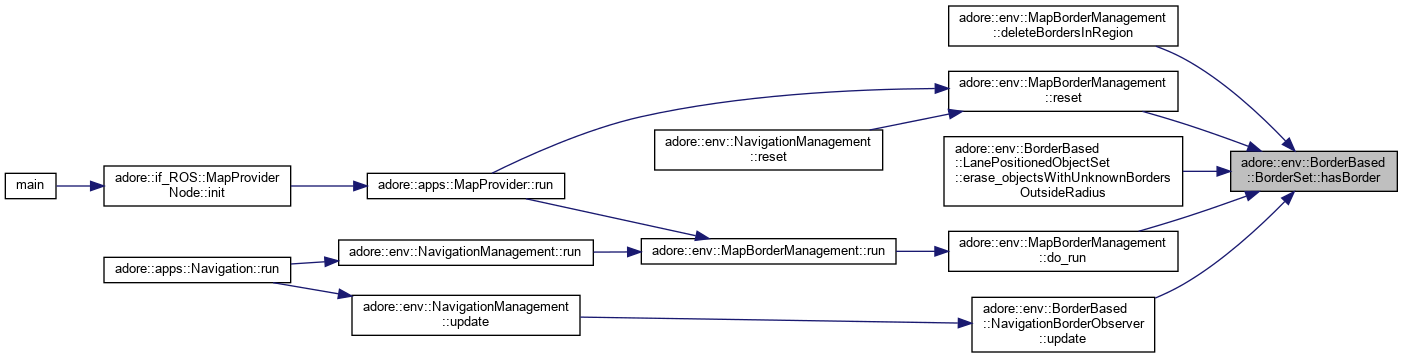 adore::env::MapBorderManagement
::deleteBordersInRegion
adore::env::MapBorderManagement
::reset
adore::env::NavigationManagement
::reset
adore::env::BorderBased
::LanePositionedObjectSet
::erase_objectsWithUnknownBorders
OutsideRadius
adore::env::BorderBased
::BorderSet::hasBorder
main
adore::if_ROS::MapProvider
Node::init
adore::apps::MapProvider::run
adore::env::NavigationManagement::run
adore::env::MapBorderManagement::run
adore::env::MapBorderManagement
::do_run
adore::apps::Navigation::run
adore::env::NavigationManagement
::update
adore::env::BorderBased
::NavigationBorderObserver
::update